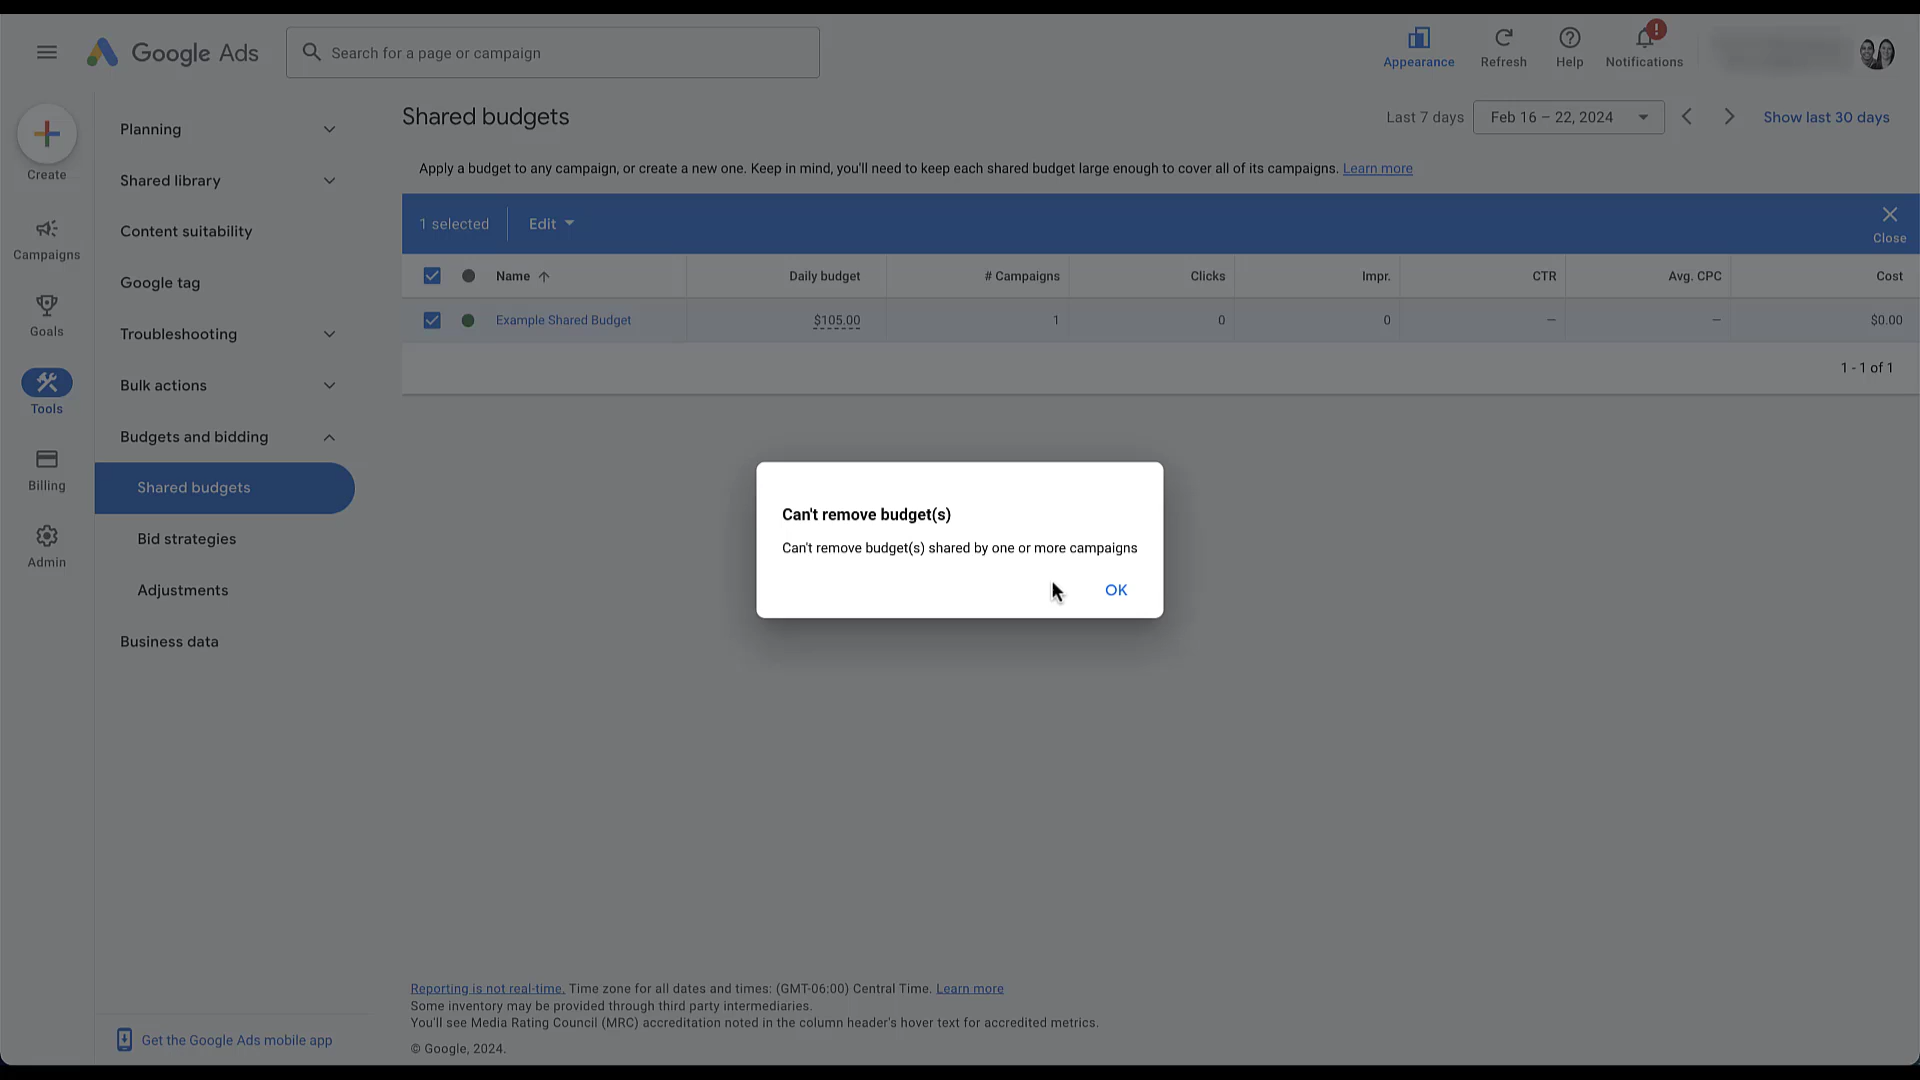 Google Ads
Search for a page or campaign
Appearance
Refresh
Help
!
Notifications
Create
Campaigns
Goals
Tools
Billing
Admin
Planning
Shared library
Content suitability
Google tag
Troubleshooting
Bulk actions
Budgets and bidding
Shared budgets
Bid strategies
Adjustments
Business data
Get the Google Ads mobile app
Shared budgets
Last 7 days Feb 16 – 22, 2024 Show last 30 days
Apply a budget to any campaign, or create a new one. Keep in mind, you'll need to keep each shared budget large enough to cover all of its campaigns. Learn more
1 selected Edit Close
Name Daily budget # Campaigns Clicks Impr. CTR Avg. CPC Cost
Example Shared Budget $105.00 1 0 0 — — $0.00
1 - 1 of 1
Can't remove budget(s)
Can't remove budget(s) shared by one or more campaigns
OK
Reporting is not real-time. Time zone for all dates and times: (GMT-06:00) Central Time. Learn more
Some inventory may be provided through third party intermediaries.
You'll see Media Rating Council (MRC) accreditation noted in the column header's hover text for accredited metrics.
© Google, 2024.